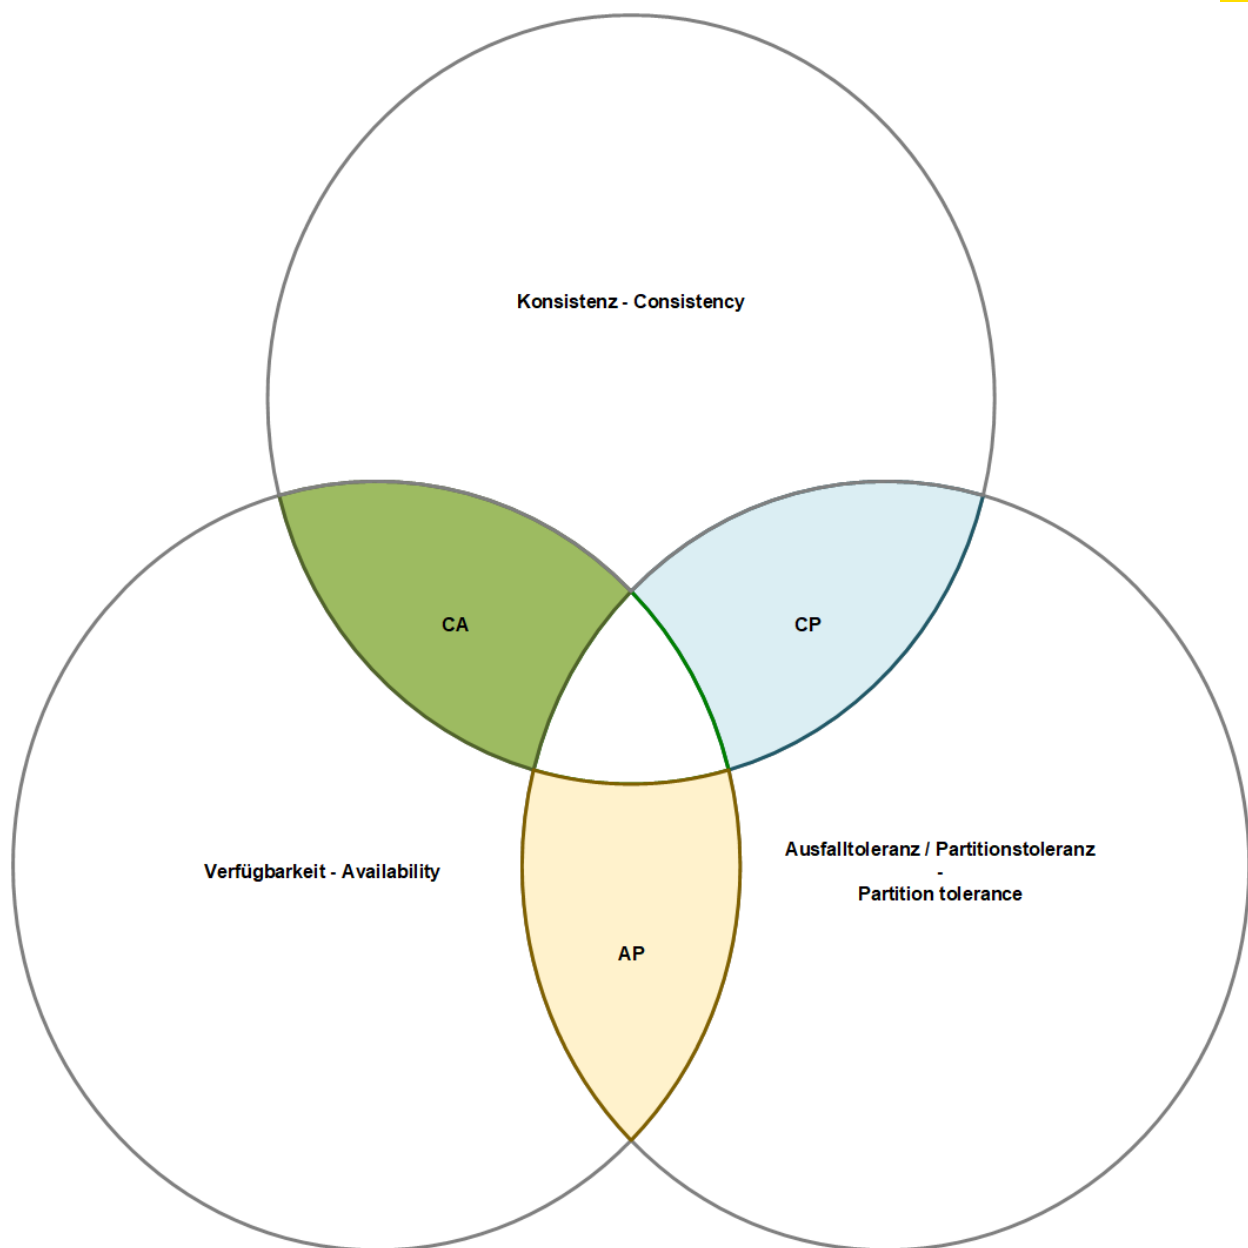 Konsistenz - Consistency
CA
CP
Verfügbarkeit - Availability
Ausfalltoleranz / Partitionstoleranz
-
Partition tolerance
AP